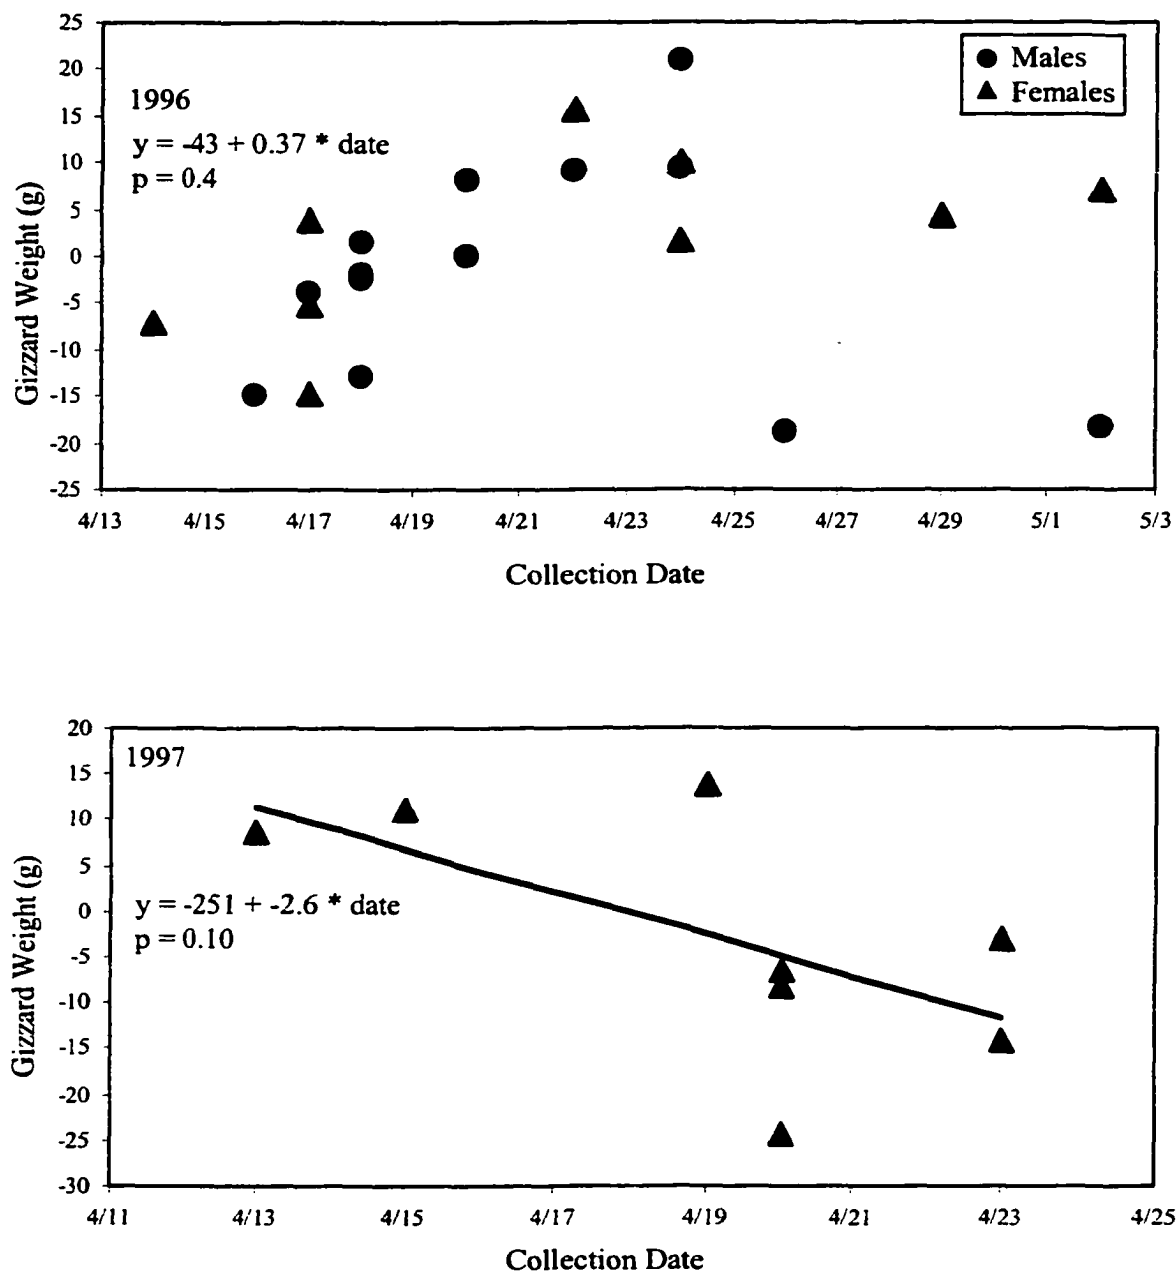 25
20
15
10
5
0
-5
-10
-15
-20
-25
Gizzard Weight (g)
1996
y = -43 + 0.37 * date
p = 0.4
Males
Females
4/13 4/15 4/17 4/19 4/21 4/23 4/25 4/27 4/29 5/1 5/3
Collection Date
20
15
10
5
0
-5
-10
-15
-20
-25
-30
Gizzard Weight (g)
1997
y = -251 + -2.6 * date
p = 0.10
4/11 4/13 4/15 4/17 4/19 4/21 4/23 4/25
Collection Date